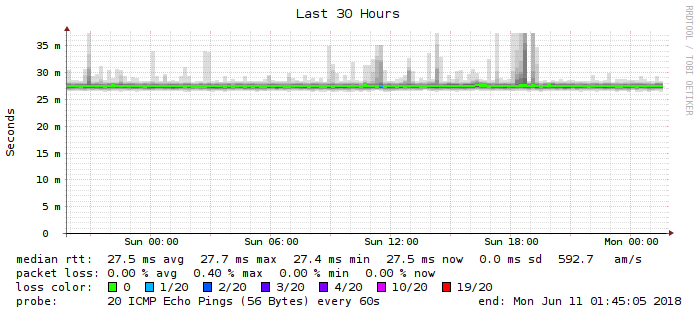 Last 30 Hours
RRDTOOL / TOBI OETIKER
Seconds
35 m
30 m
25 m
20 m
15 m
10 m
5 m
0
Sun 00:00 Sun 06:00 Sun 12:00 Sun 18:00 Mon 00:00
median rtt: 27.5 ms avg 27.7 ms max 27.4 ms min 27.5 ms now 0.0 ms sd 592.7 am/s
packet loss: 0.00 % avg 0.40 % max 0.00 % min 0.00 % now
loss color: 0 1/20 2/20 3/20 4/20 10/20 19/20
probe: 20 ICMP Echo Pings (56 Bytes) every 60s end: Mon Jun 11 01:45:05 2018